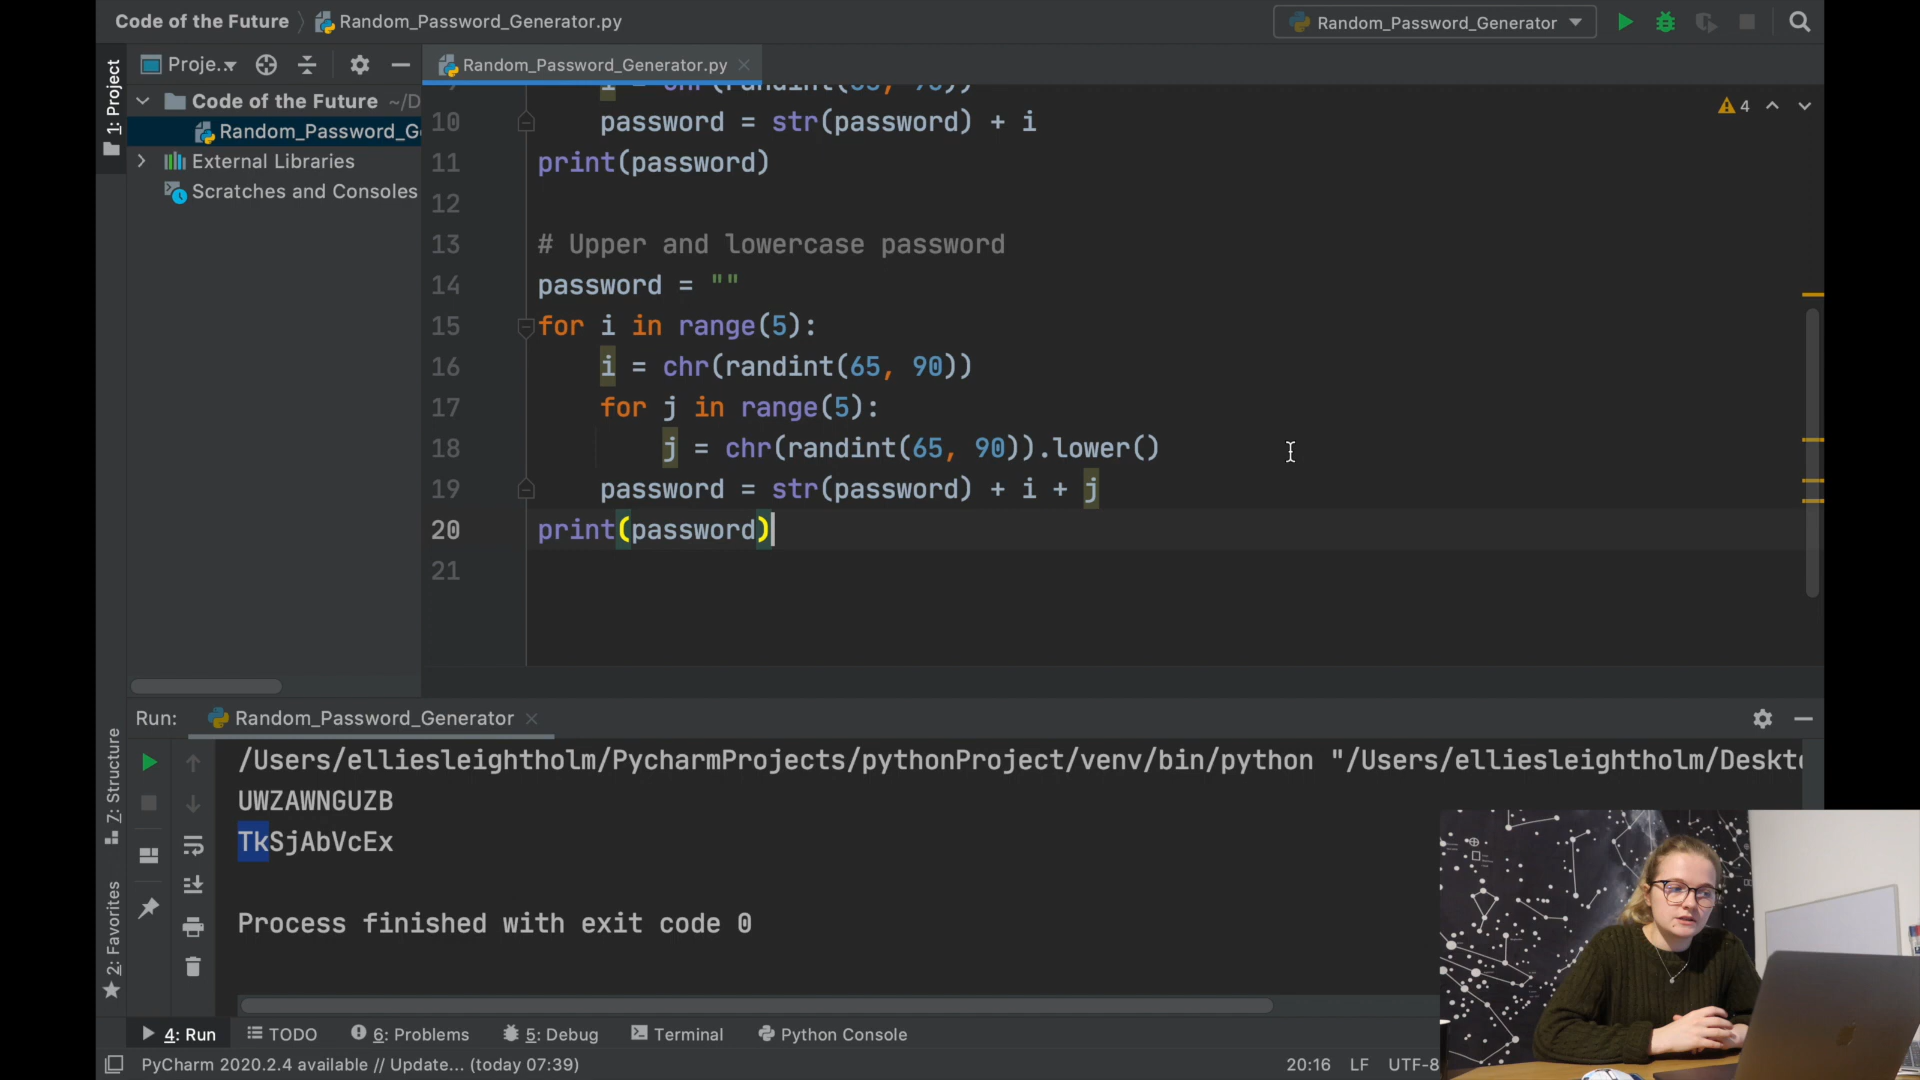 Code of the Future
Random_Password_Generator.py
Random_Password_Generator
1: Project
Proje...
Random_Password_Generator.py
Code of the Future ~/D
Random_Password_G
External Libraries
Scratches and Consoles
4
10 password = str(password) + i
11 print(password)
12
13 # Upper and lowercase password
14 password = ""
15 for i in range(5):
16 i = chr(randint(65, 90))
17 for j in range(5):
18 j = chr(randint(65, 90)).lower()
19 password = str(password) + i + j
20 print(password)
21
Run: Random_Password_Generator
7: Structure
2: Favorites
/Users/elliesleightholm/PycharmProjects/pythonProject/venv/bin/python "/Users/elliesleightholm/Deskto
UWZAWNGUZB
TkSjAbVcEx
Process finished with exit code 0
4: Run
TODO
6: Problems
5: Debug
Terminal
Python Console
PyCharm 2020.2.4 available // Update... (today 07:39)
20:16 LF UTF-8